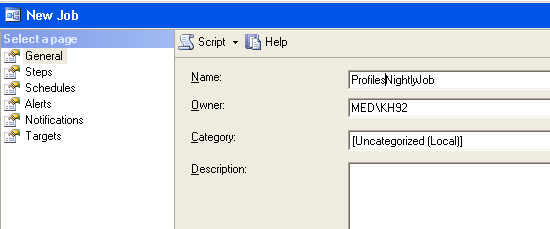 New Job
Select a page
General
Steps
Schedules
Alerts
Notifications
Targets
Script Help
Name: ProfilesNightlyJob
Owner: MED\KH92
Category: [Uncategorized (Local)]
Description: